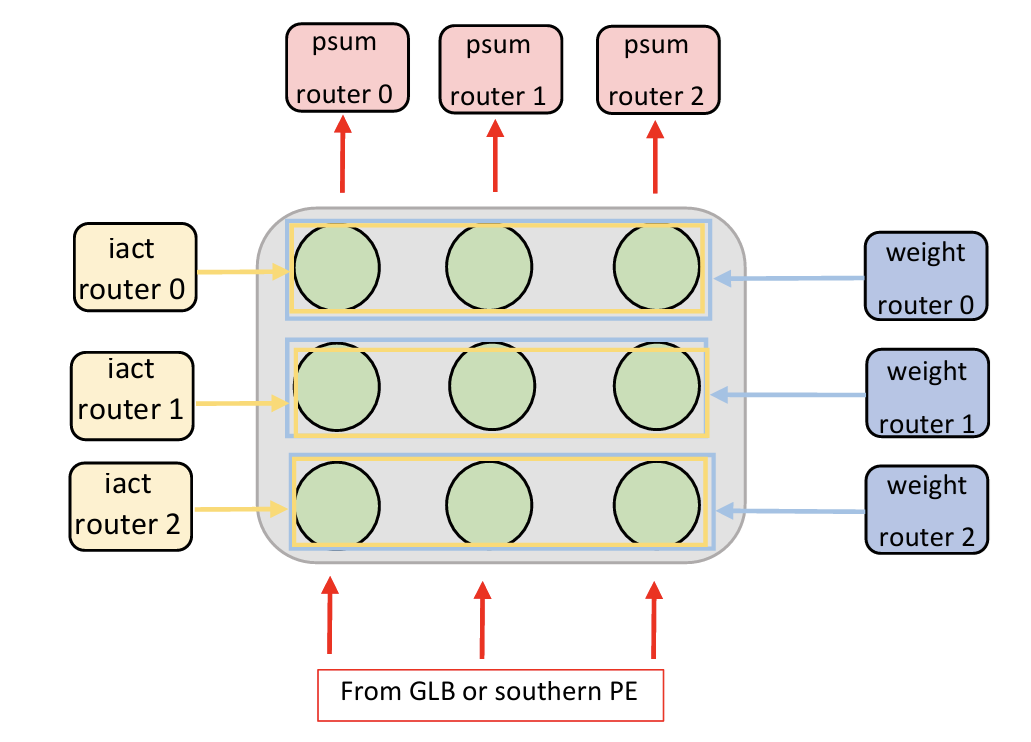 psum
router 0
psum
router 1
psum
router 2
iact
router 0
weight
router 0
iact
router 1
weight
router 1
iact
router 2
weight
router 2
From GLB or southern PE